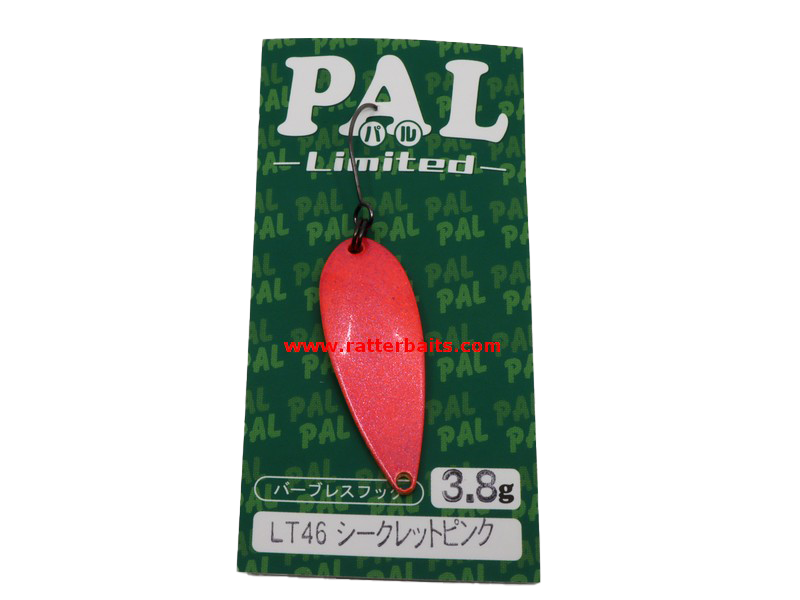 PAL
パル
Limited
www.ratterbaits.com
バーブレスフック
3.8g
LT46 シークレットピンク